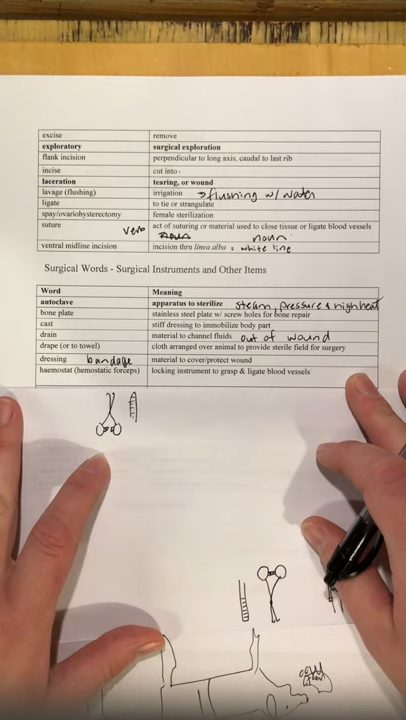 excise remove
exploratory surgical exploration
flank incision perpendicular to long axis, caudal to last rib
incise cut into
laceration tearing, or wound
lavage (flushing) irrigation → flushing w/ water
ligate to tie or strangulate
spay/ovariohysterectomy female sterilization
suture act of suturing or material used to close tissue or ligate blood vessels
verb noun
ventral midline incision incision thru linea alba : white line
Surgical Words - Surgical Instruments and Other Items
Word Meaning
autoclave apparatus to sterilize steam, pressure & high heat
bone plate stainless steel plate w/ screw holes for bone repair
cast stiff dressing to immobilize body part
drain material to channel fluids out of wound
drape (or to towel) cloth arranged over animal to provide sterile field for surgery
dressing bandage material to cover/protect wound
haemostat (hemostatic forceps) locking instrument to grasp & ligate blood vessels